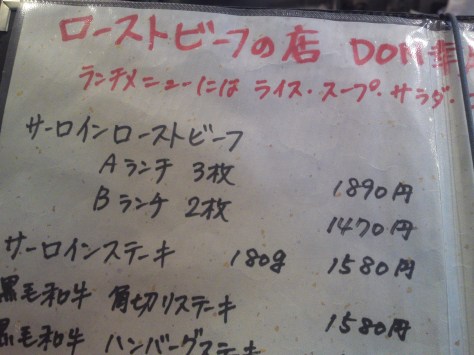 ローストビーフの店 DON
ランチメニューには ライス・スープ・サラダ・
サーロインローストビーフ
Aランチ 3枚 1890円
Bランチ 2枚 1470円
サーロインステーキ 180g 1580円
黒毛和牛 角切りステーキ 1580円
黒毛和牛 ハンバーグステーキ